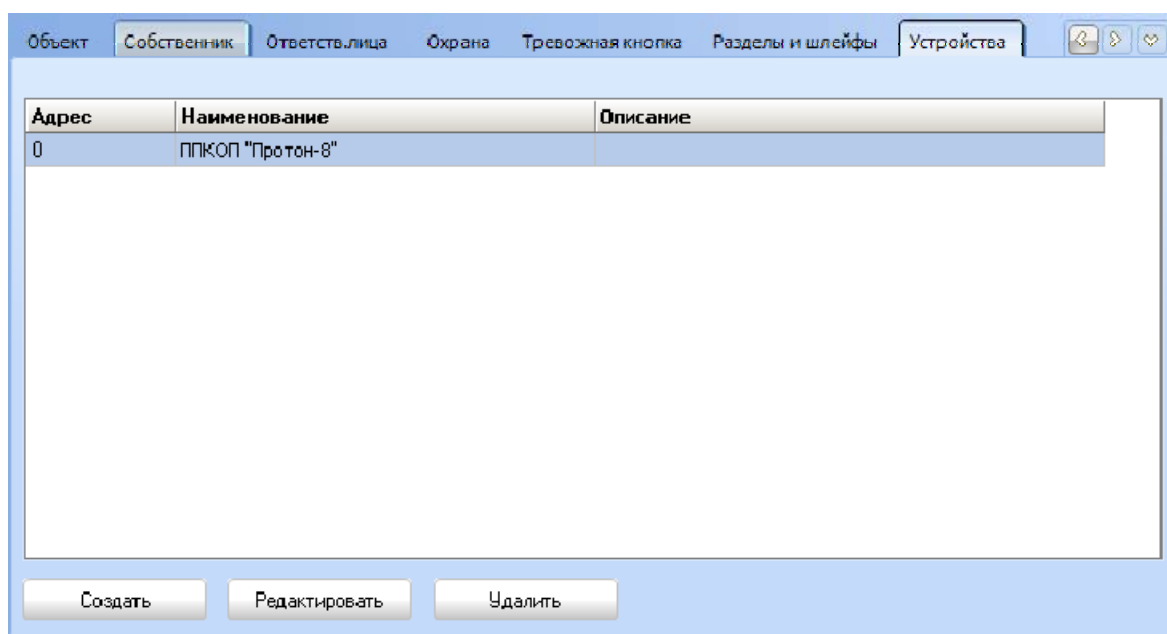 Объект Собственник Ответств.лица Охрана Тревожная кнопка Разделы и шлейфы Устройства
Адрес Наименование Описание
0 ППКОП "Протон-8"
Создать Редактировать Удалить